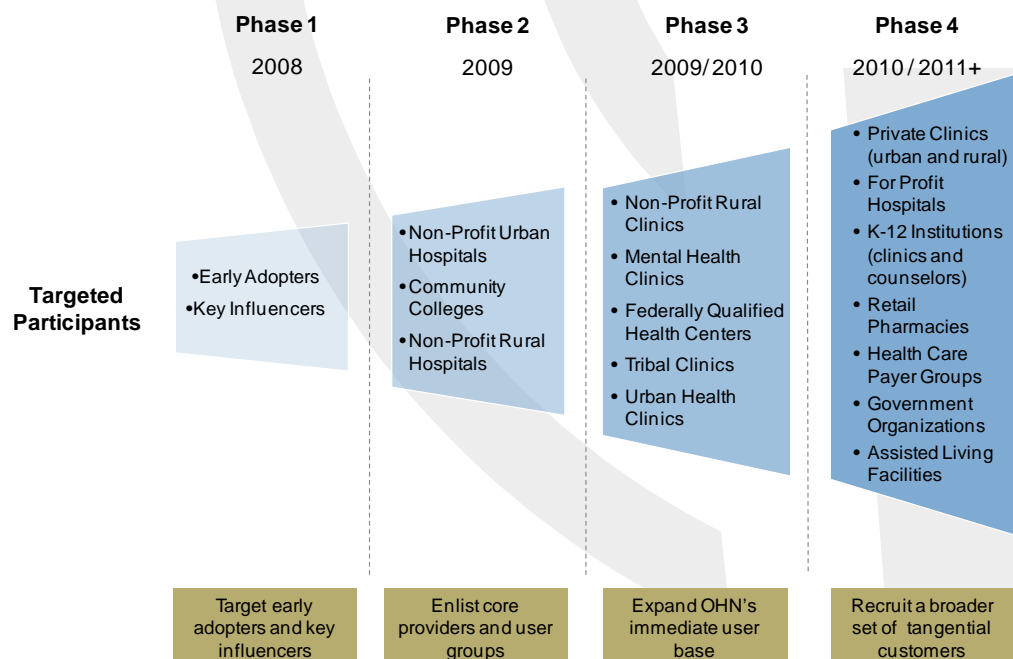 Phase 1
2008
Phase 2
2009
Phase 3
2009/2010
Phase 4
2010/2011+
Targeted
Participants
•Early Adopters
•Key Influencers
•Non-Profit Urban
Hospitals
•Community
Colleges
•Non-Profit Rural
Hospitals
• Non-Profit Rural
Clinics
• Mental Health
Clinics
• Federally Qualified
Health Centers
• Tribal Clinics
• Urban Health
Clinics
• Private Clinics
(urban and rural)
• For Profit
Hospitals
• K-12 Institutions
(clinics and
counselors)
• Retail
Pharmacies
• Health Care
Payer Groups
• Government
Organizations
• Assisted Living
Facilities
Target early
adopters and key
influencers
Enlist core
providers and user
groups
Expand OHN's
immediate user
base
Recruit a broader
set of tangential
customers